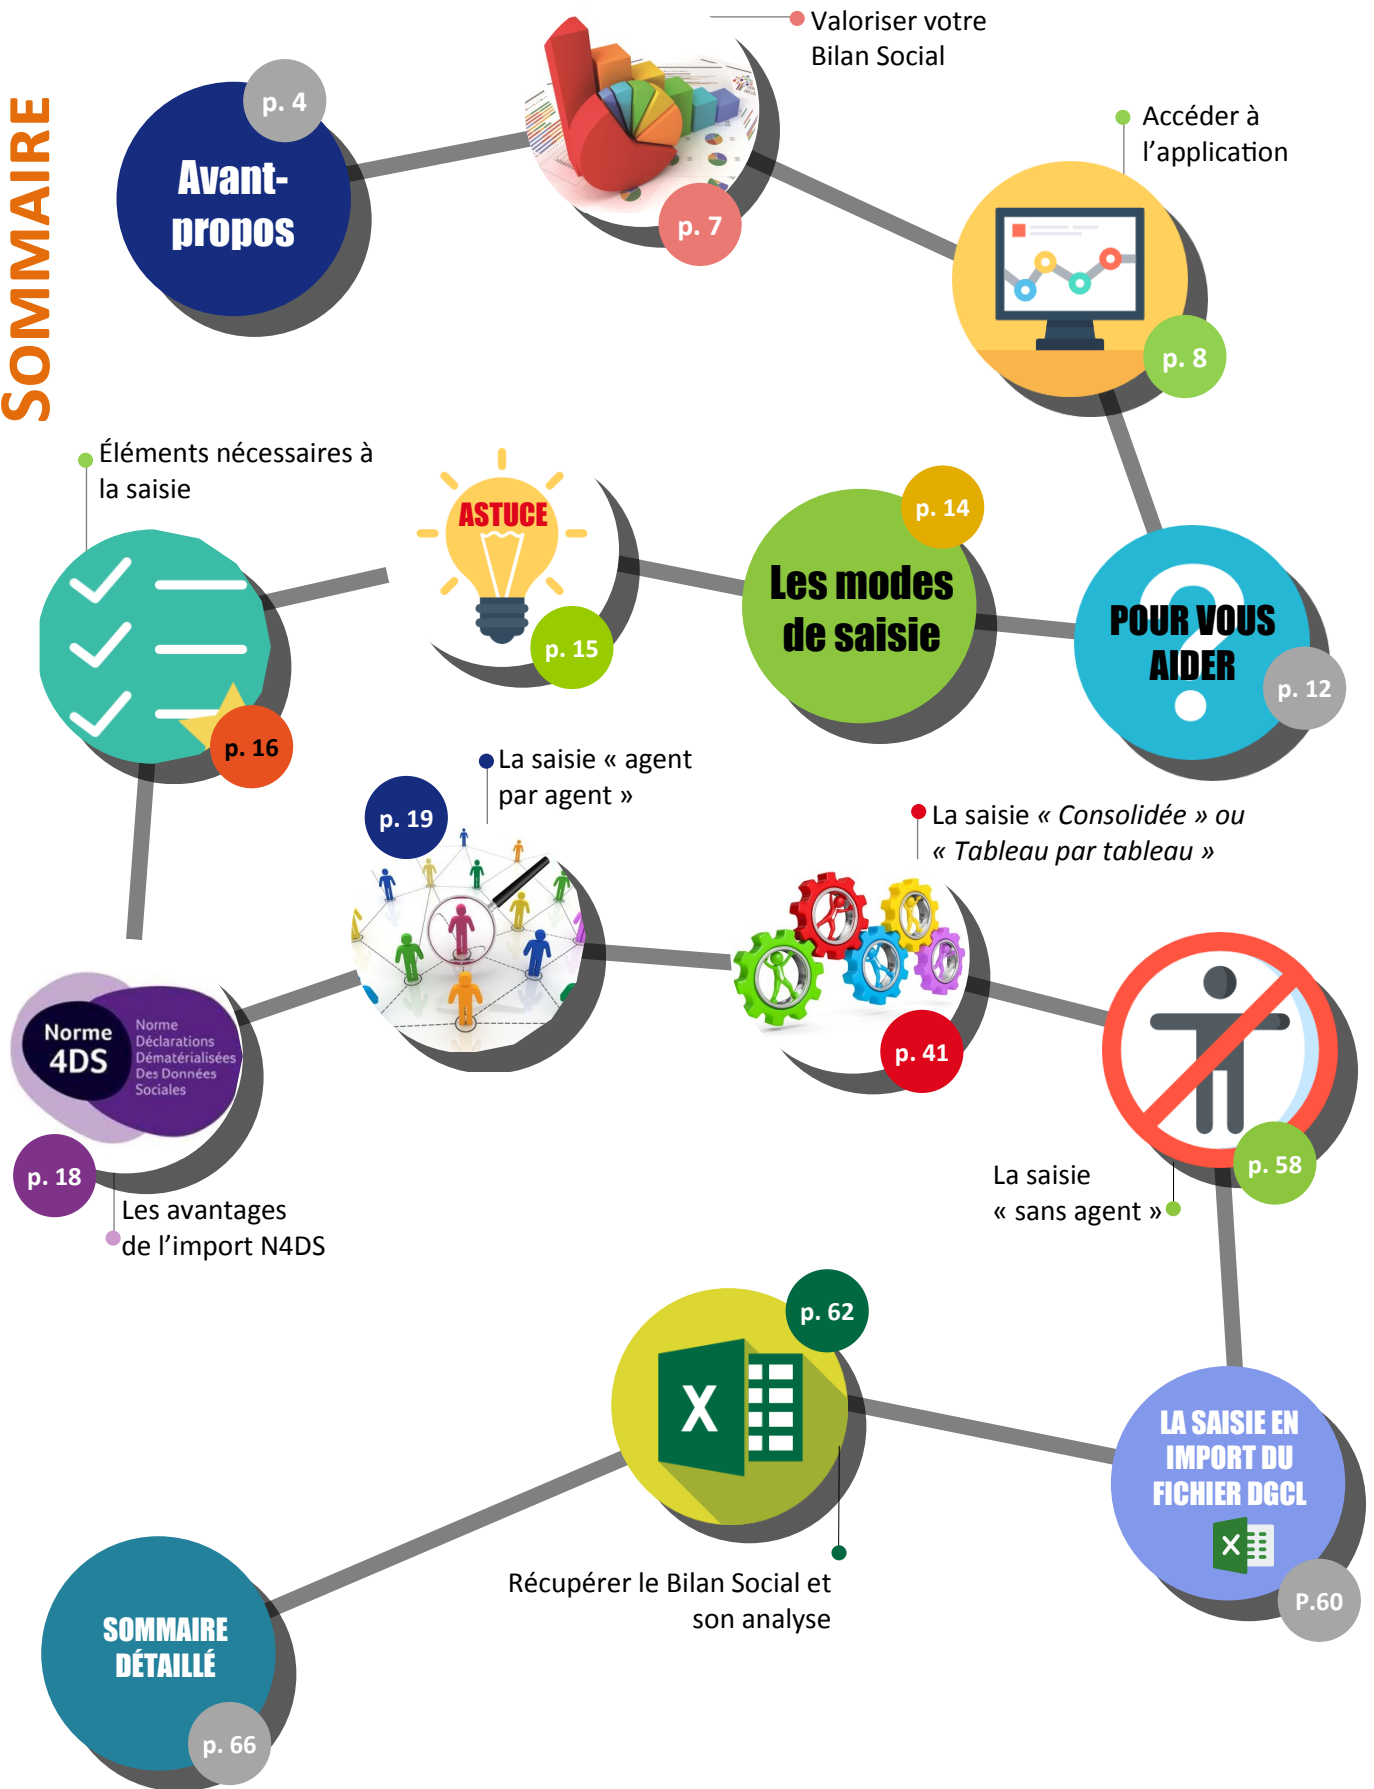 SOMMAIRE
Avant-
propos
p. 4
Valoriser votre
Bilan Social
p. 7
Accéder à
l’application
p. 8
POUR VOUS
AIDER
p. 12
Les modes
de saisie
p. 14
ASTUCE
p. 15
Éléments nécessaires à
la saisie
p. 16
Norme
4DS
Norme
Déclarations
Dématérialisées
Des Données
Sociales
p. 18
Les avantages
de l’import N4DS
La saisie « agent
par agent »
p. 19
La saisie « Consolidée » ou
« Tableau par tableau »
p. 41
La saisie
« sans agent »
p. 58
LA SAISIE EN
IMPORT DU
FICHIER DGCL
X
P.60
X
p. 62
Récupérer le Bilan Social et
son analyse
SOMMAIRE
DÉTAILLÉ
p. 66